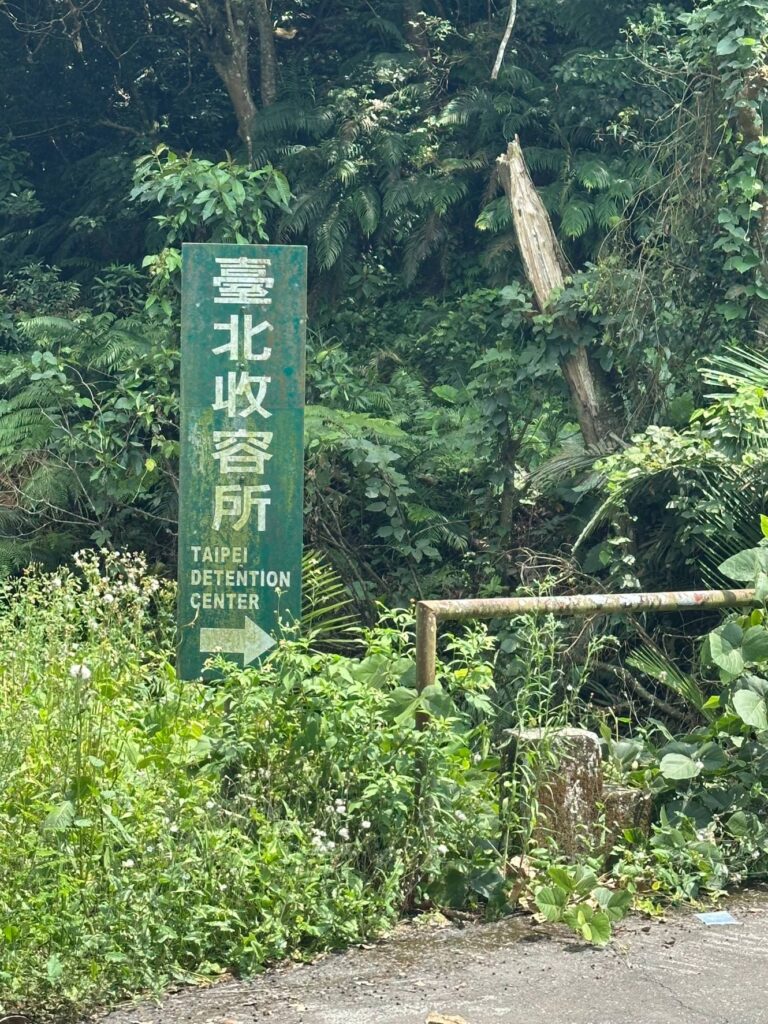 臺北收容所
TAIPEI
DETENTION
CENTER